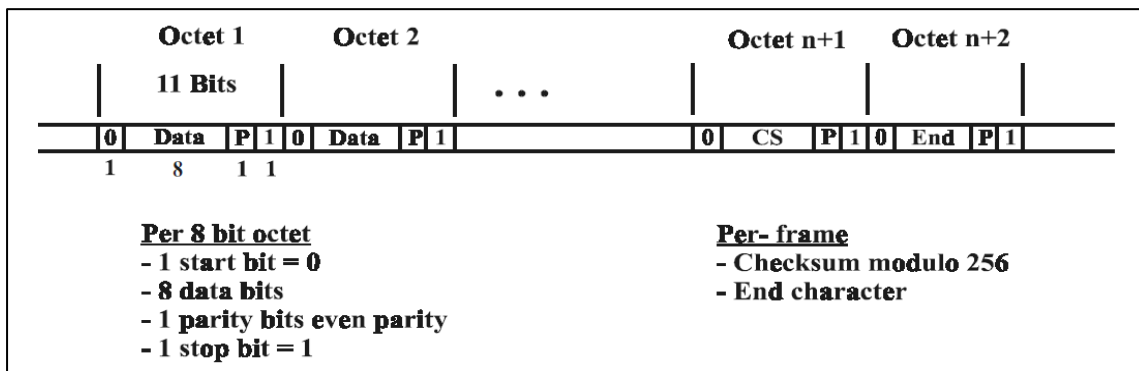 Octet 1 Octet 2 Octet n+1 Octet n+2
11 Bits
. . .
0 Data P 1 0 Data P 1 0 CS P 1 0 End P 1
1 8 1 1
Per 8 bit octet
- 1 start bit = 0
- 8 data bits
- 1 parity bits even parity
- 1 stop bit = 1
Per- frame
- Checksum modulo 256
- End character